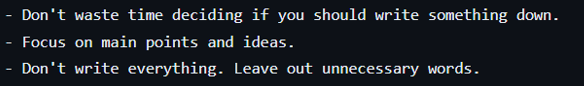 - Don't waste time deciding if you should write something down.
- Focus on main points and ideas.
- Don't write everything. Leave out unnecessary words.